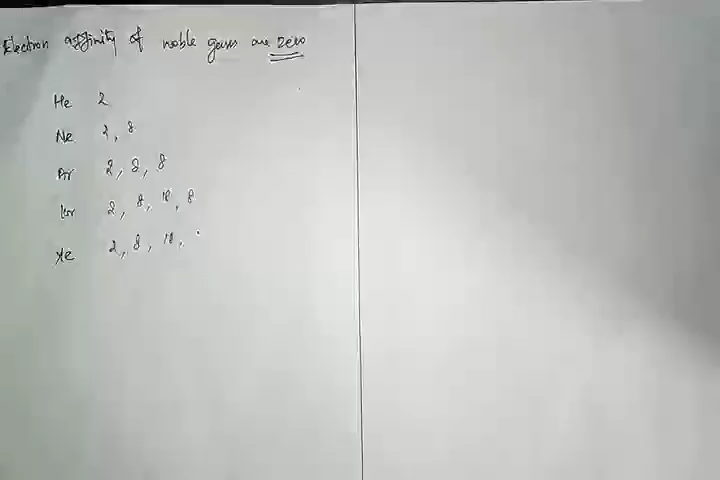 Electron affinity of noble gases are zero
He 2
Ne 2, 8
Ar 2, 8, 8
Kr 2, 8, 18, 8
Xe 2, 8, 18,